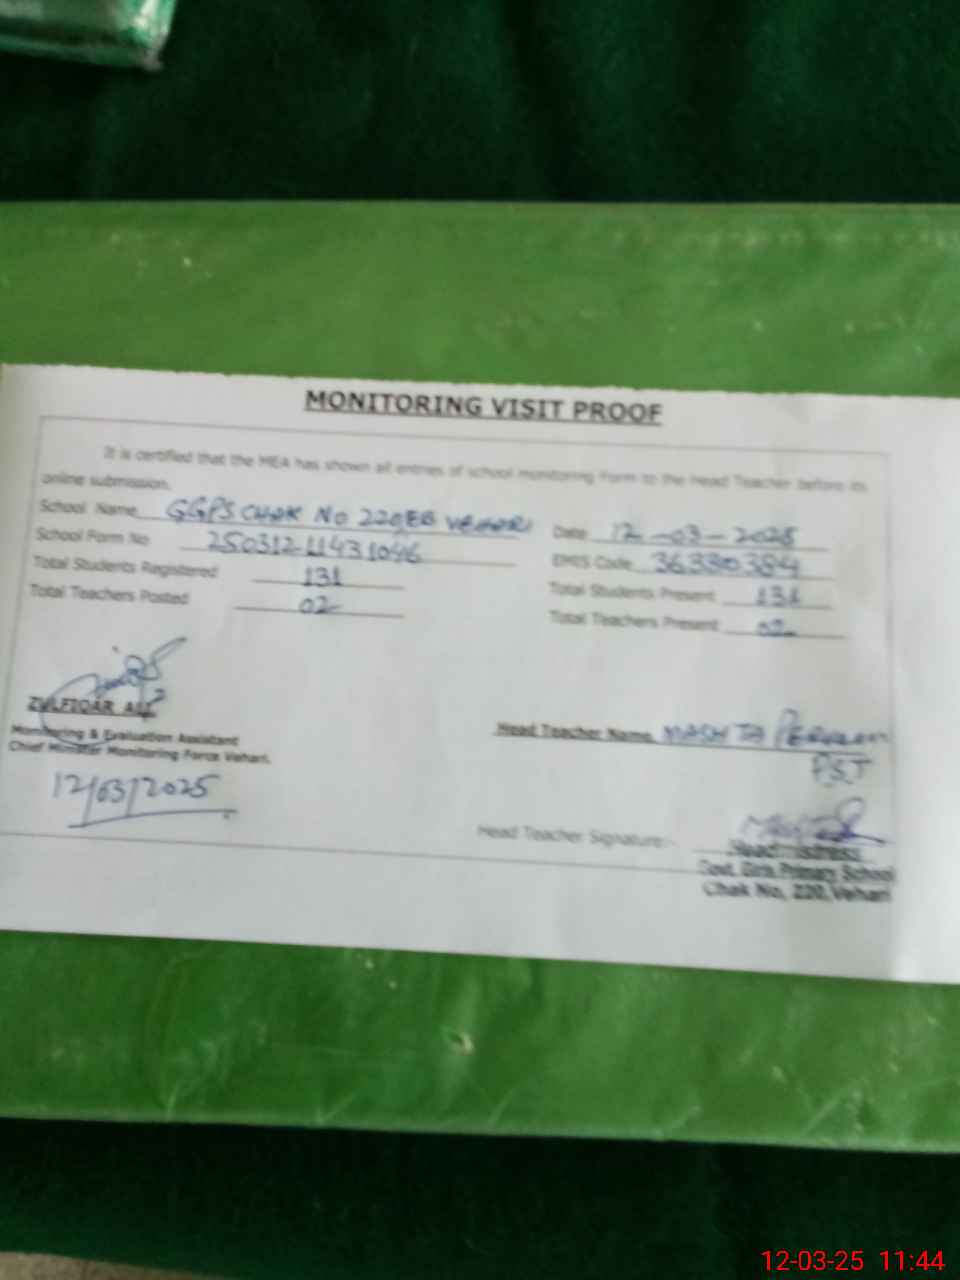 MONITORING VISIT PROOF
It is certified that the MEA has shown all entries of school monitoring Form to the Head Teacher before its
online submission.
School Name GGPS CHAK No 220EB VEHARI Date 12-03-2025
School Form No 250312-11431046 EMIS Code 36330384
Total Students Registered 131 Total Students Present 131
Total Teachers Posted 02 Total Teachers Present 02
ZULFIQAR ALI
Monitoring & Evaluation Assistant
Chief Minister Monitoring Force Vehari.
12/03/2025
Head Teacher Name
P.S.T
Head Teacher Signature:-
Govt. Girls Primary School
Chak No, 220, Vehari
12-03-25 11:44